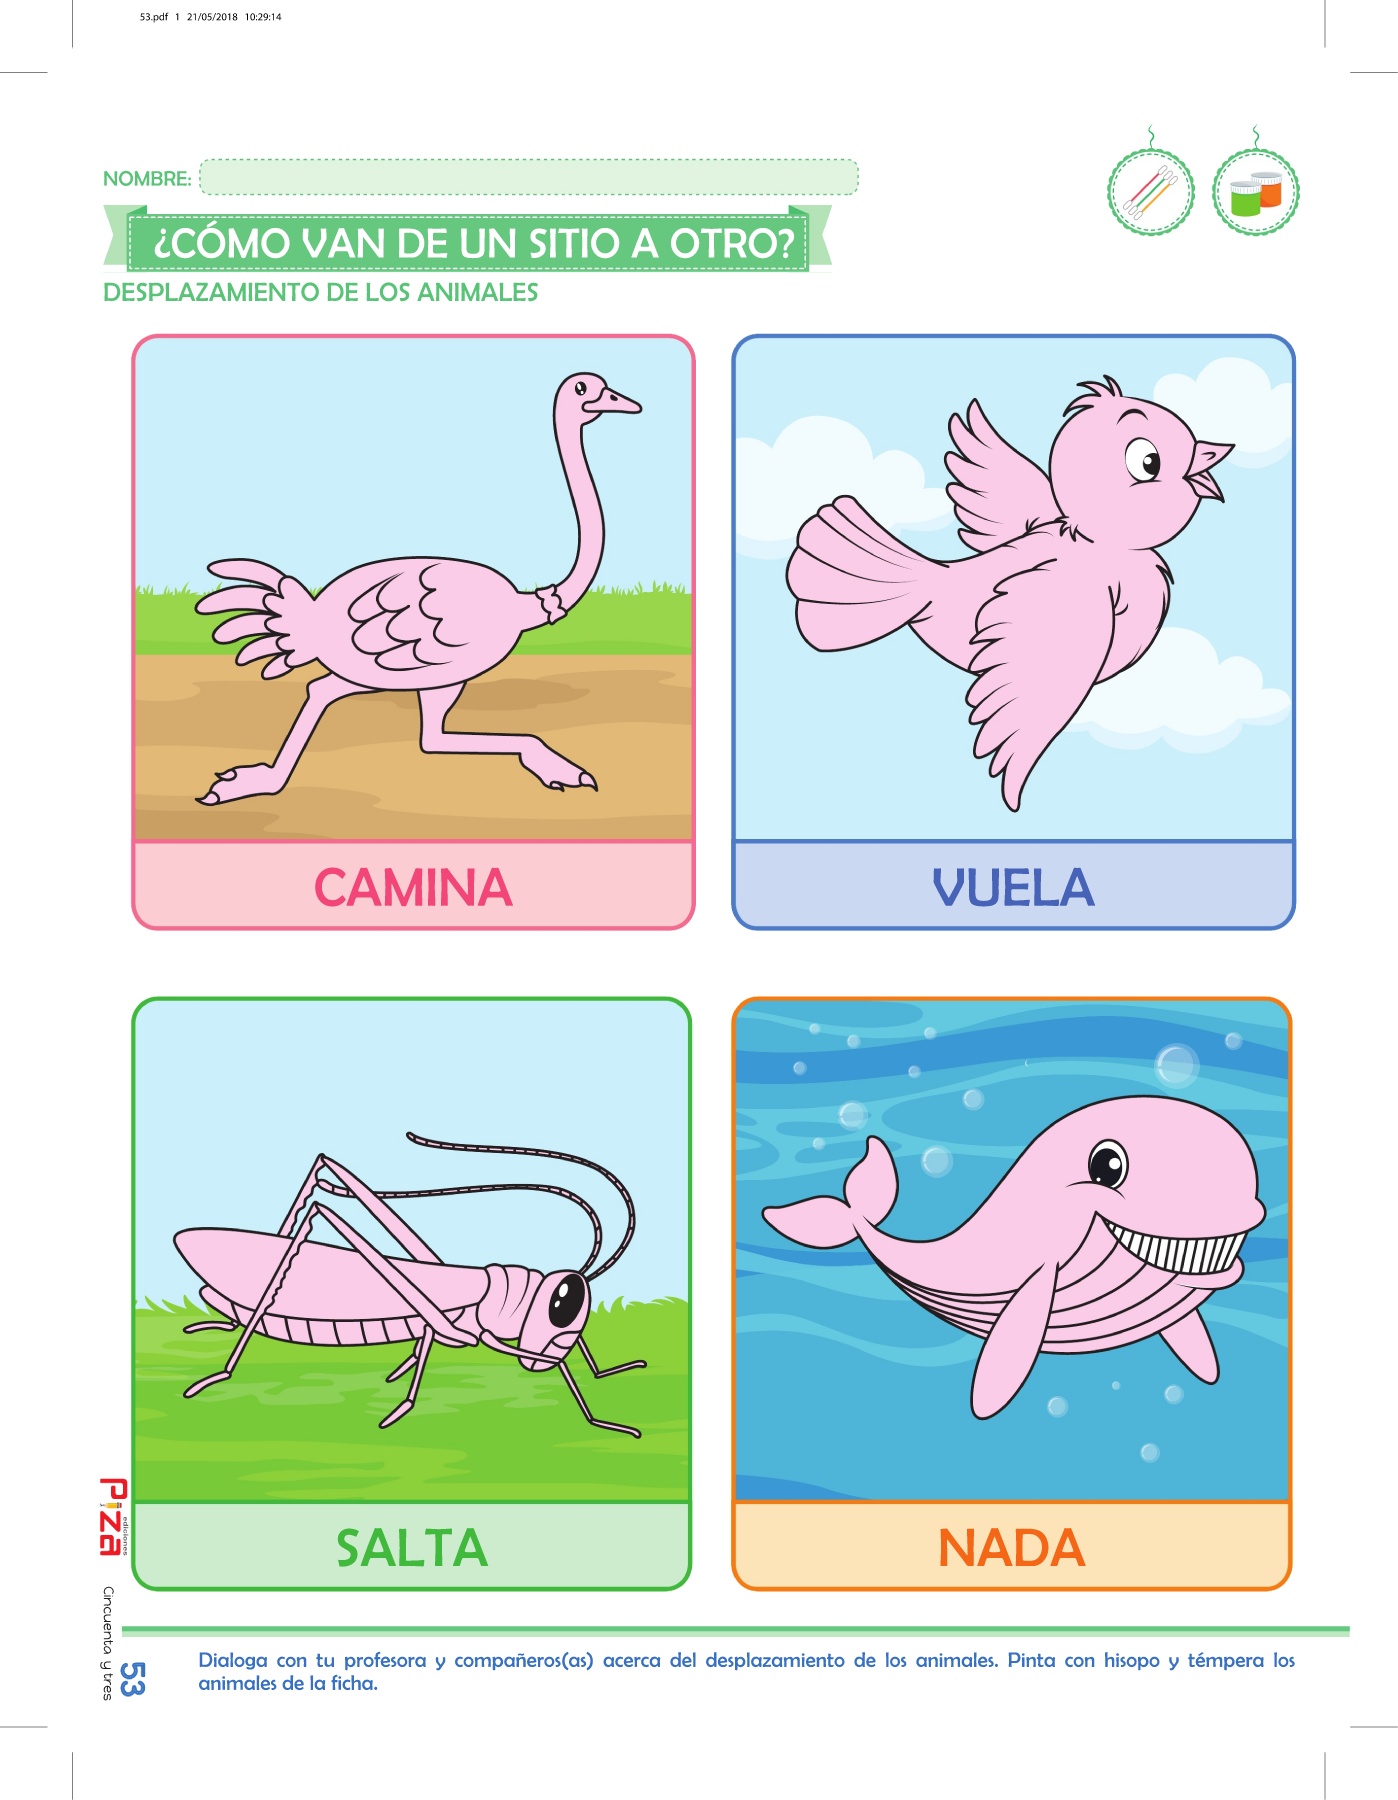 53.pdf 1 21/05/2018 10:29:14
NOMBRE:
¿CÓMO VAN DE UN SITIO A OTRO?
DESPLAZAMIENTO DE LOS ANIMALES
CAMINA
VUELA
SALTA
NADA
PIZA
ediciones
Cincuenta y tres
53
Dialoga con tu profesora y compañeros(as) acerca del desplazamiento de los animales. Pinta con hisopo y témpera los
animales de la ficha.